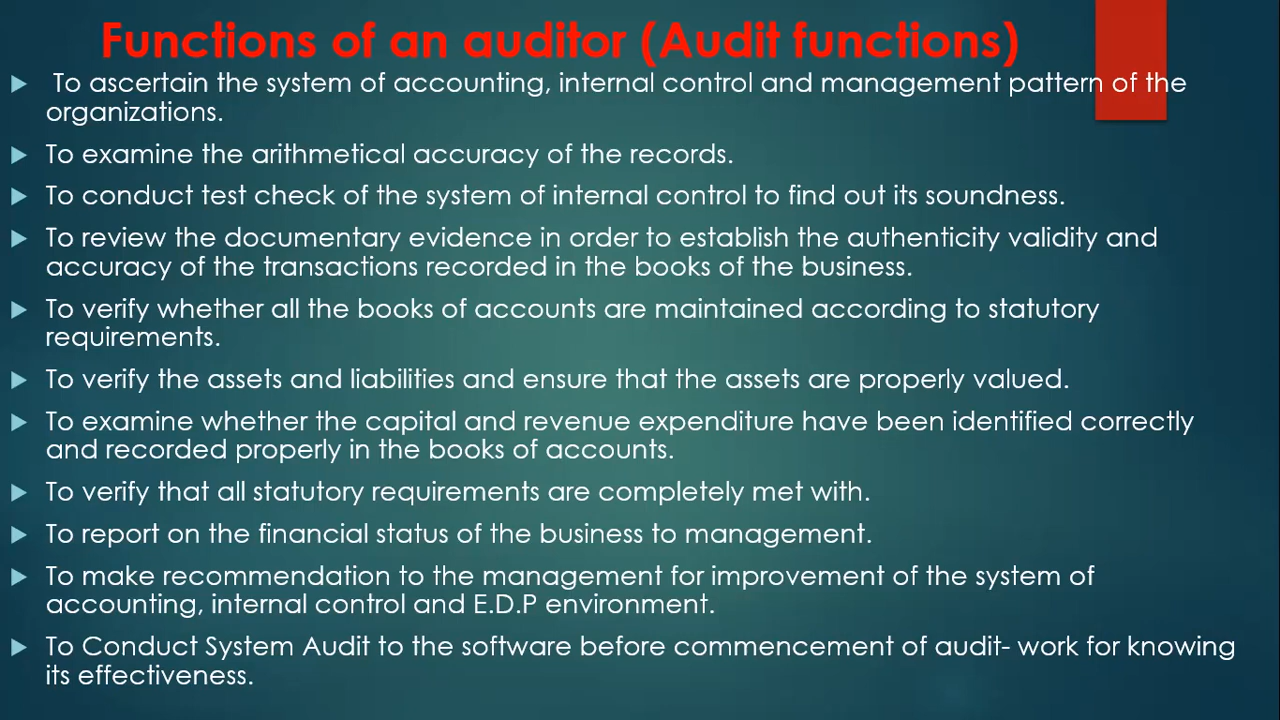 Functions of an auditor (Audit functions)
To ascertain the system of accounting, internal control and management pattern of the
organizations.
To examine the arithmetical accuracy of the records.
To conduct test check of the system of internal control to find out its soundness.
To review the documentary evidence in order to establish the authenticity validity and
accuracy of the transactions recorded in the books of the business.
To verify whether all the books of accounts are maintained according to statutory
requirements.
To verify the assets and liabilities and ensure that the assets are properly valued.
To examine whether the capital and revenue expenditure have been identified correctly
and recorded properly in the books of accounts.
To verify that all statutory requirements are completely met with.
To report on the financial status of the business to management.
To make recommendation to the management for improvement of the system of
accounting, internal control and E.D.P environment.
To Conduct System Audit to the software before commencement of audit- work for knowing
its effectiveness.